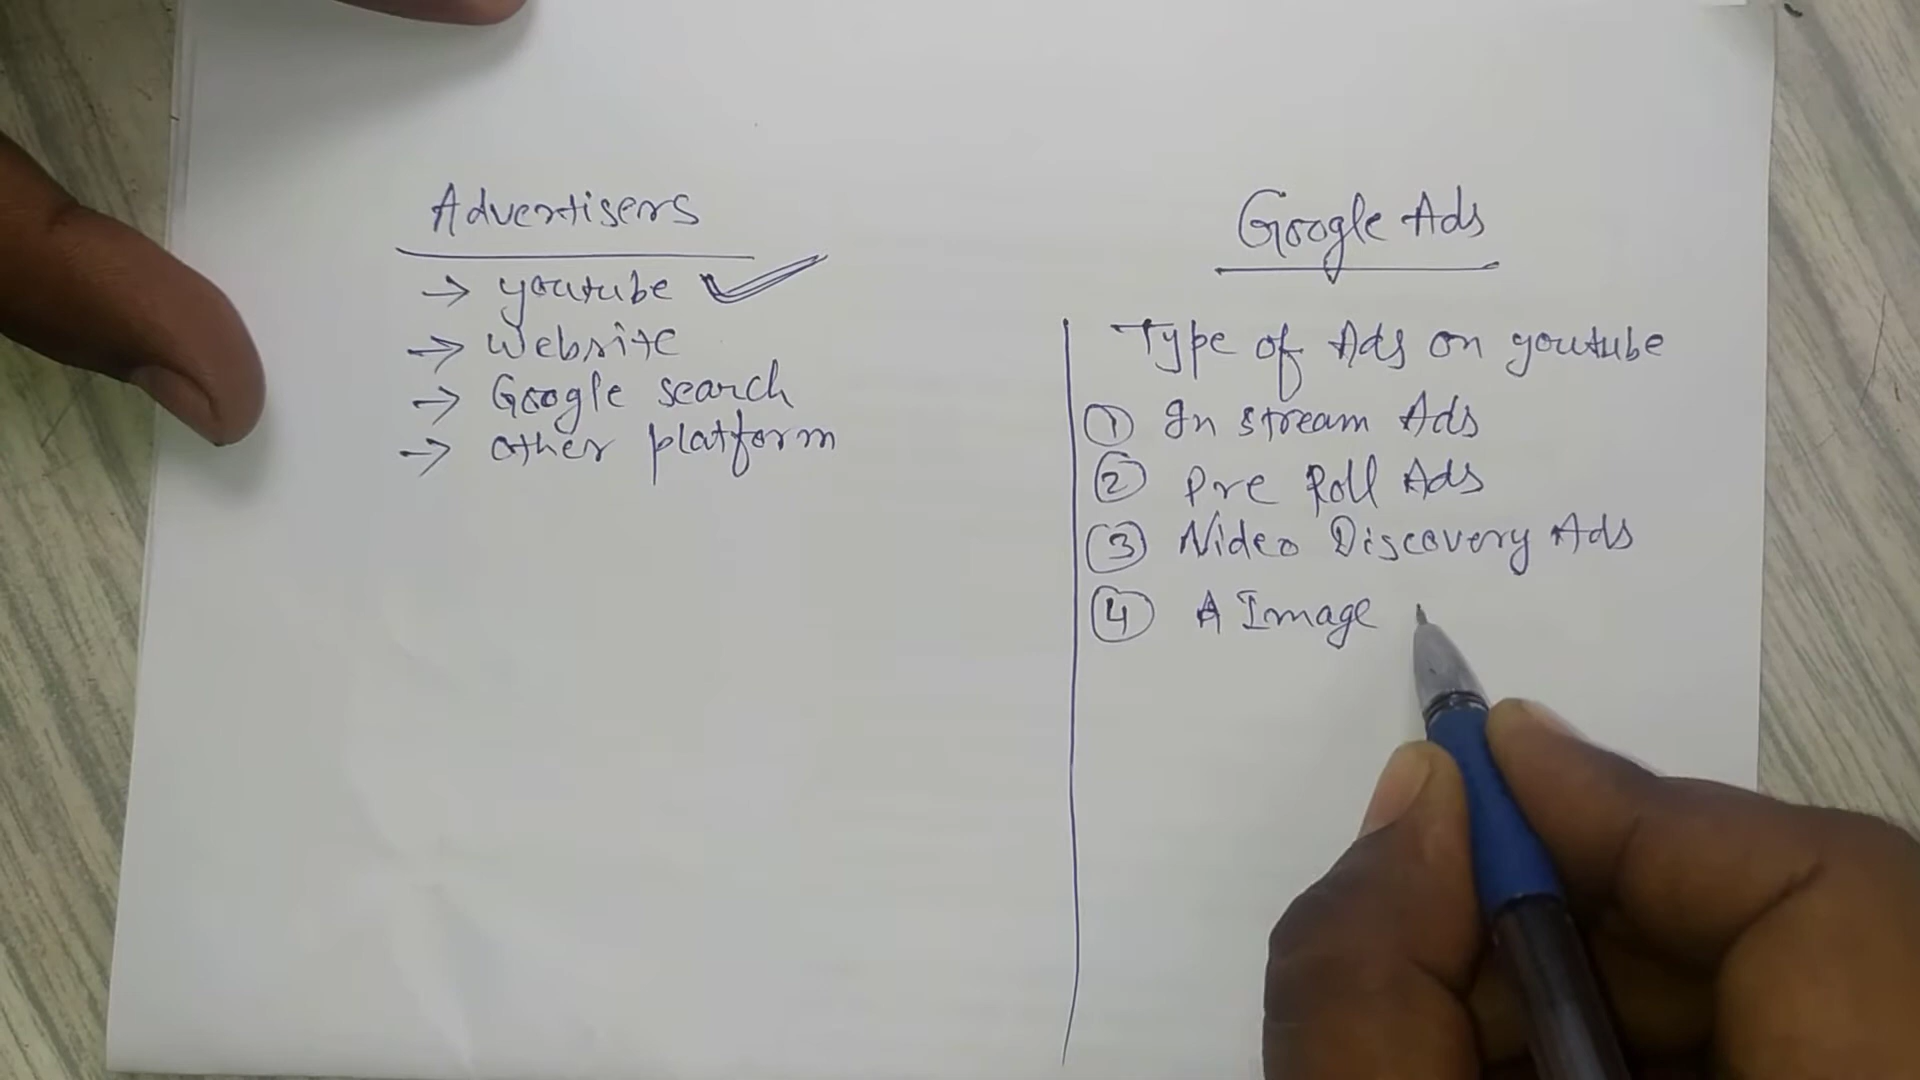 Advertisers
→ youtube
→ Website
→ Google search
→ other platform
Google Ads
Type of Ads on youtube
① In stream Ads
② Pre Roll Ads
③ Video Discovery Ads
④ A Image